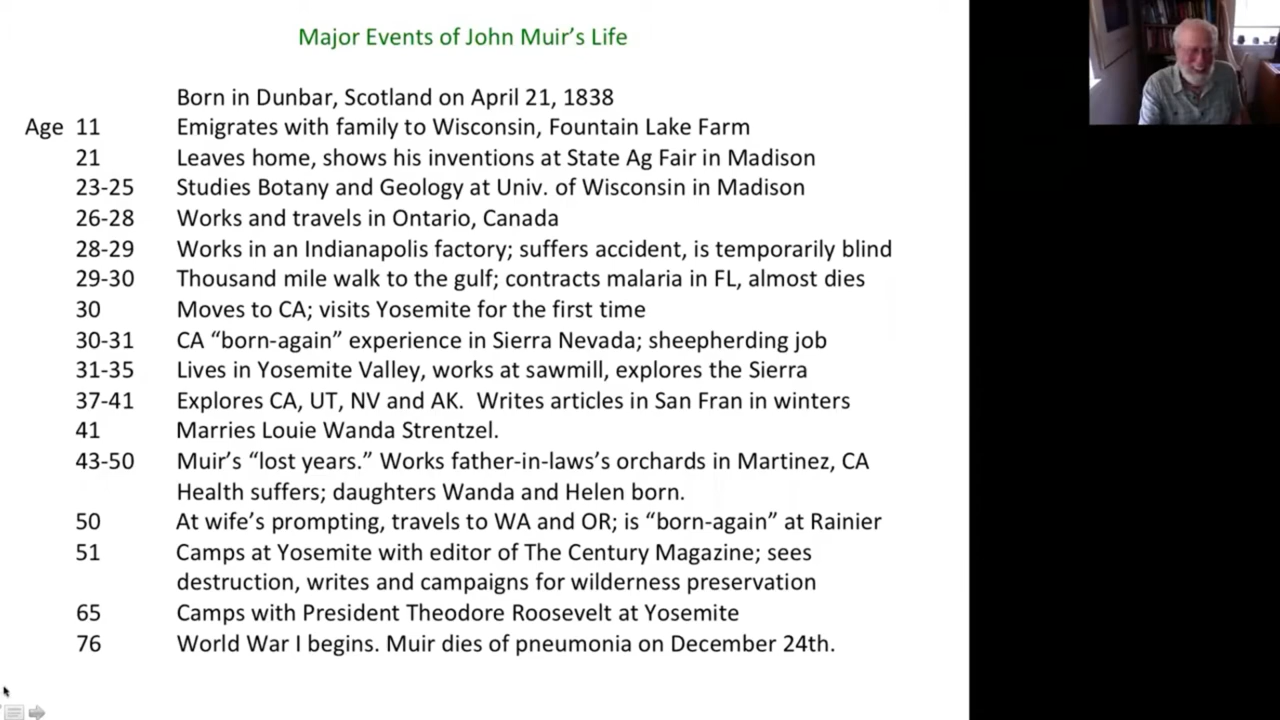 Major Events of John Muir's Life
Born in Dunbar, Scotland on April 21, 1838
Age 11 Emigrates with family to Wisconsin, Fountain Lake Farm
21 Leaves home, shows his inventions at State Ag Fair in Madison
23-25 Studies Botany and Geology at Univ. of Wisconsin in Madison
26-28 Works and travels in Ontario, Canada
28-29 Works in an Indianapolis factory; suffers accident, is temporarily blind
29-30 Thousand mile walk to the gulf; contracts malaria in FL, almost dies
30 Moves to CA; visits Yosemite for the first time
30-31 CA “born-again” experience in Sierra Nevada; sheepherding job
31-35 Lives in Yosemite Valley, works at sawmill, explores the Sierra
37-41 Explores CA, UT, NV and AK. Writes articles in San Fran in winters
41 Marries Louie Wanda Strentzel.
43-50 Muir's “lost years.” Works father-in-laws's orchards in Martinez, CA
Health suffers; daughters Wanda and Helen born.
50 At wife's prompting, travels to WA and OR; is “born-again” at Rainier
51 Camps at Yosemite with editor of The Century Magazine; sees
destruction, writes and campaigns for wilderness preservation
65 Camps with President Theodore Roosevelt at Yosemite
76 World War I begins. Muir dies of pneumonia on December 24th.